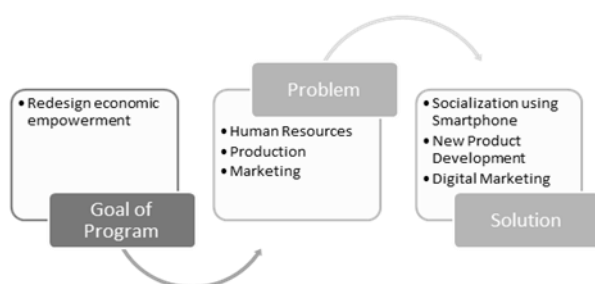 • Redesign economic
empowerment
Goal of
Program
Problem
• Human Resources
• Production
• Marketing
• Socialization using
Smartphone
• New Product
Development
• Digital Marketing
Solution